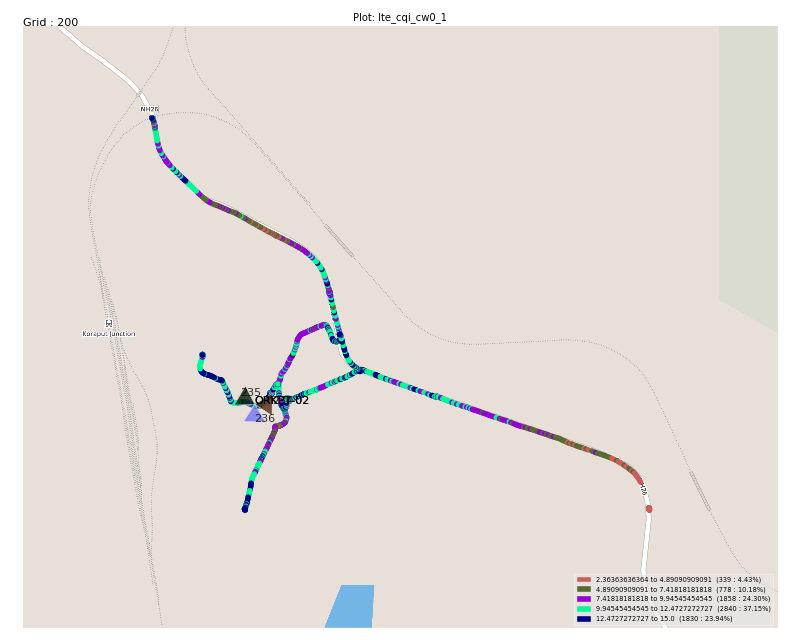 Plot: lte_cqi_cw0_1
Grid : 200
NH26
Koraput Junction
235
ORKPT-02
236
2.36363636364 to 4.89090909091 (339 : 4.43%)
4.89090909091 to 7.41818181818 (778 : 10.18%)
7.41818181818 to 9.94545454545 (1858 : 24.30%)
9.94545454545 to 12.4727272727 (2840 : 37.15%)
12.4727272727 to 15.0 (1830 : 23.94%)